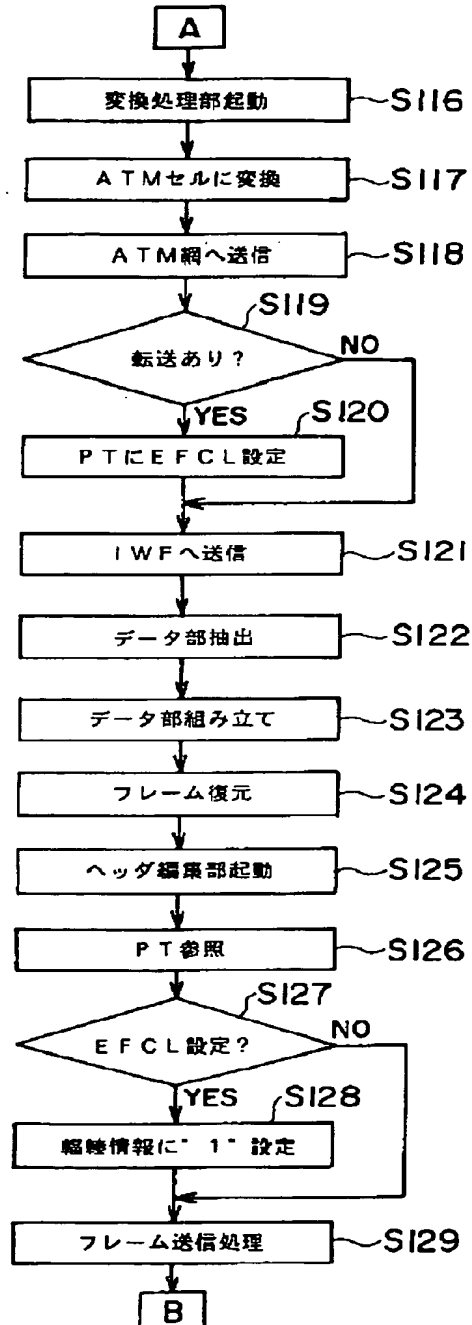 A
変換処理部起動
S116
ATMセルに変換
S117
ATM網へ送信
S118
S119
転送あり?
NO
YES
S120
PTにEFCL設定
IWFへ送信
S121
データ部抽出
S122
データ部組み立て
S123
フレーム復元
S124
ヘッダ編集部起動
S125
PT参照
S126
S127
EFCL設定?
NO
YES
S128
輻輳情報に"1"設定
フレーム送信処理
S129
B